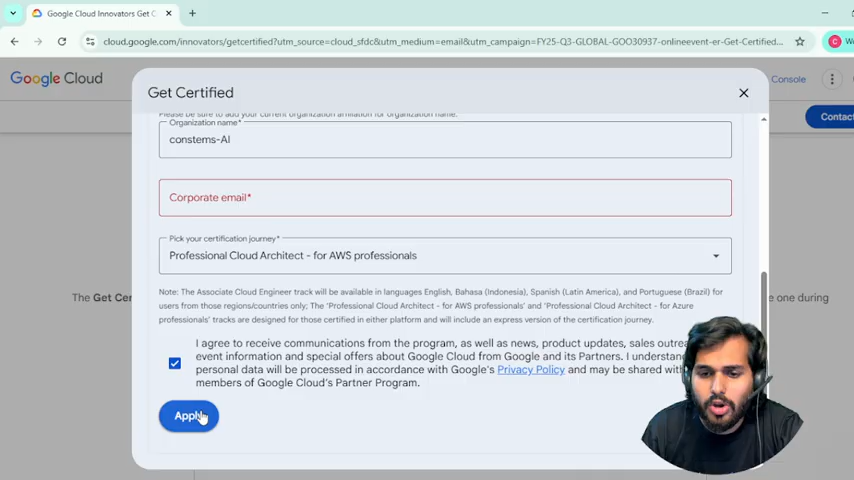 Google Cloud Innovators Get C
cloud.google.com/innovators/getcertified?utm_source=cloud_sfdc&utm_medium=email&utm_campaign=FY25-Q3-GLOBAL-GOO30937-onlineevent-er-Get-Certified...
Google Cloud
Console
Contac
Get Certified
Please be sure to add your current organization affiliation for organization name.
Organization name*
constems-AI
Corporate email*
Pick your certification journey*
Professional Cloud Architect - for AWS professionals
Note: The Associate Cloud Engineer track will be available in languages English, Bahasa (Indonesia), Spanish (Latin America), and Portuguese (Brazil) for
users from those regions/countries only; The 'Professional Cloud Architect - for AWS professionals' and 'Professional Cloud Architect - for Azure
professionals' tracks are designed for those certified in either platform and will include an express version of the certification journey.
The Get Cer
e one during
I agree to receive communications from the program, as well as news, product updates, sales outrea
event information and special offers about Google Cloud from Google and its Partners. I understan
personal data will be processed in accordance with Google's Privacy Policy and may be shared with
members of Google Cloud's Partner Program.
Apply